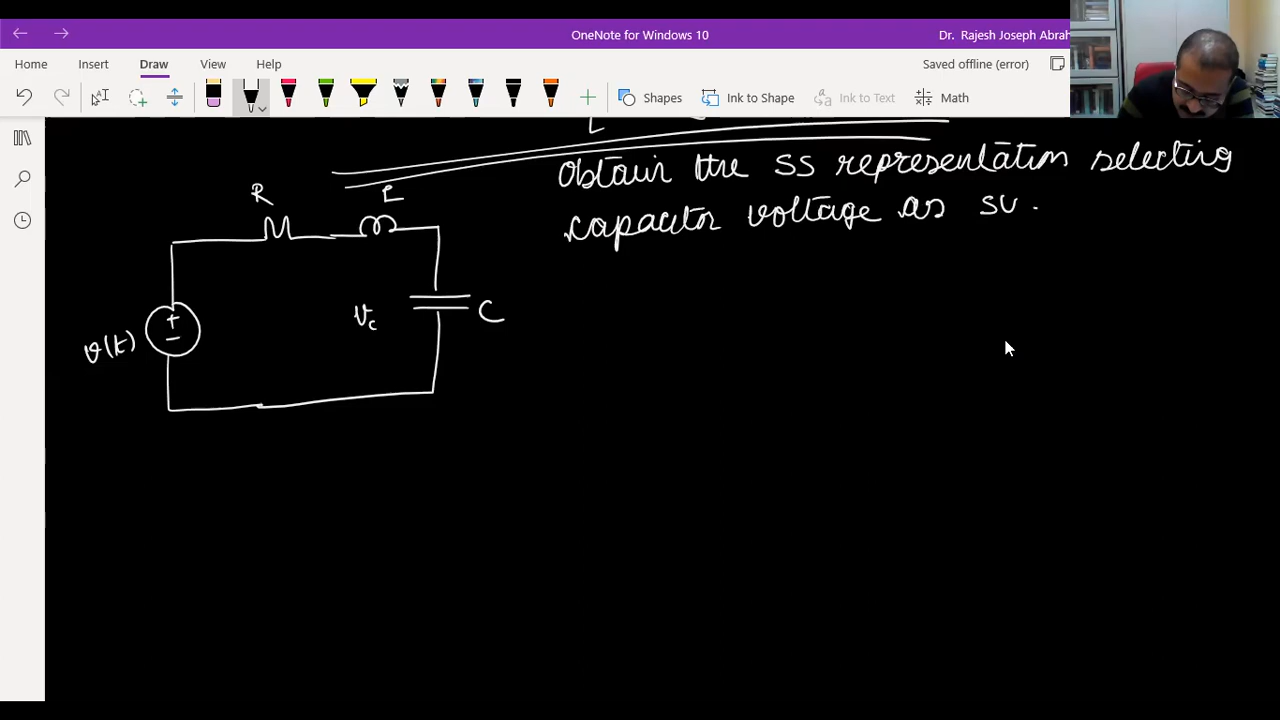 OneNote for Windows 10
Dr. Rajesh Joseph Abrah
Home Insert Draw View Help
Saved offline (error)
Shapes Ink to Shape Ink to Text Math
L
obtain the SS representation selecting
capacitor voltage as SV.
R
L
v(t)
+
-
Vc
C